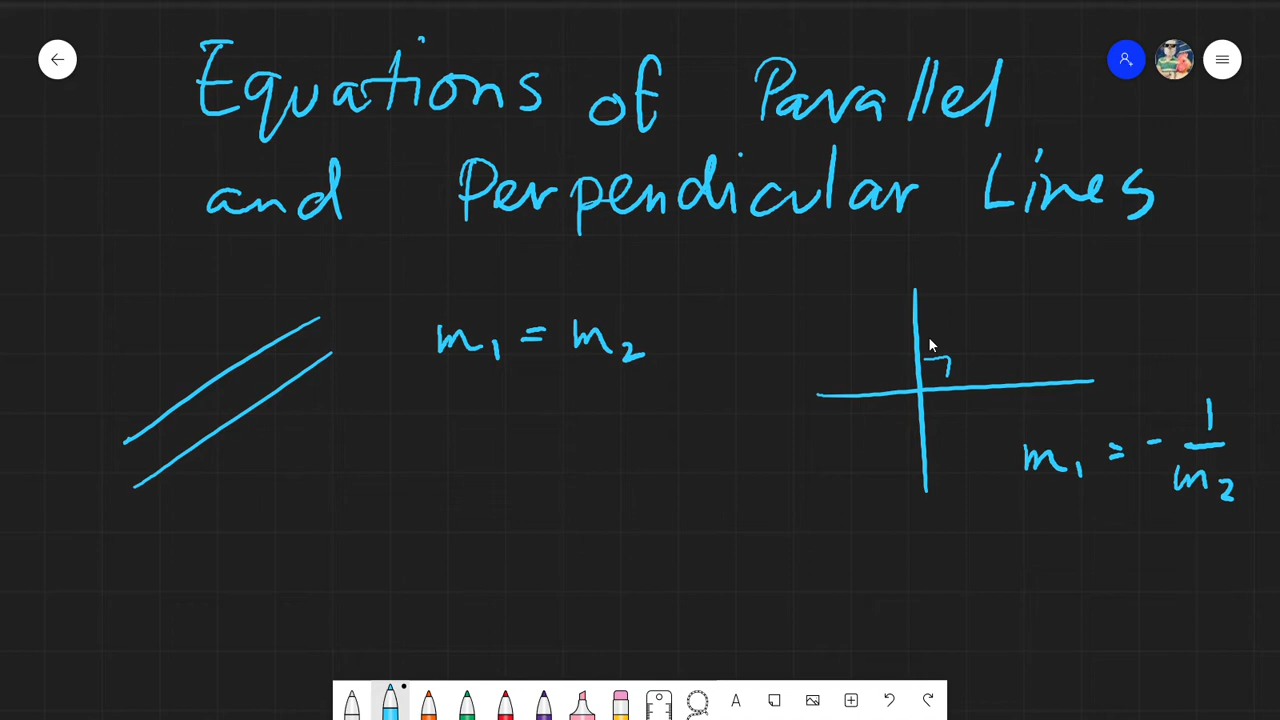 Equations of Parallel
and Perpendicular Lines
m₁ = m₂
m₁ = - 1/m₂
A